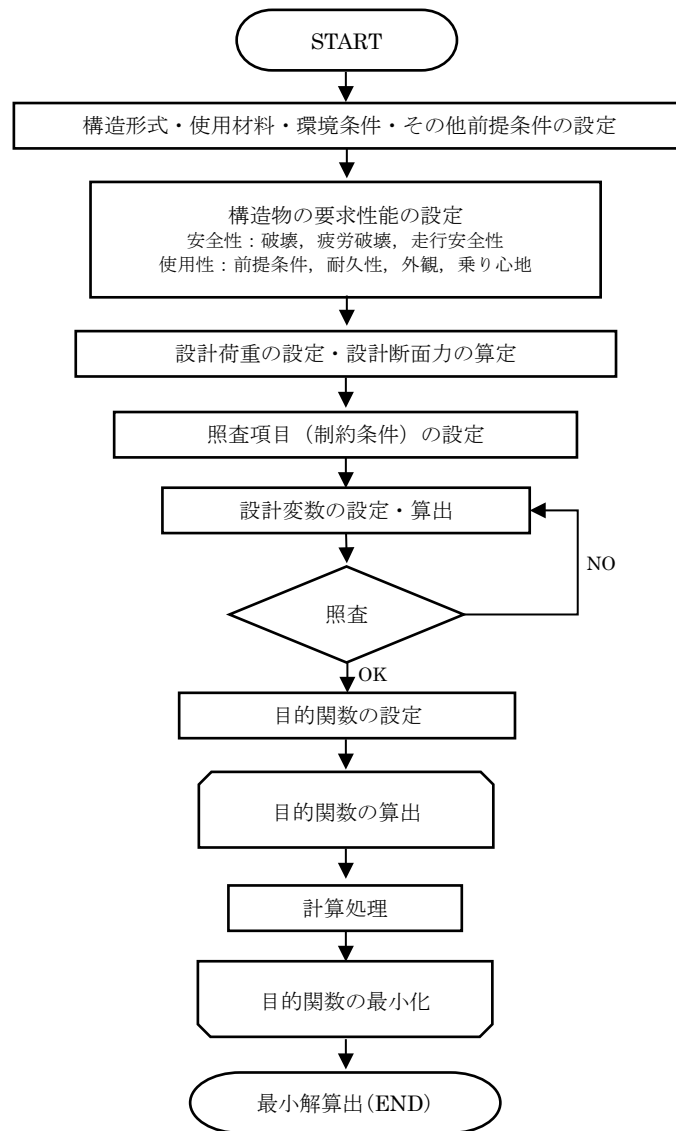 START
構造形式・使用材料・環境条件・その他前提条件の設定
構造物の要求性能の設定
安全性：破壊，疲労破壊，走行安全性
使用性：前提条件，耐久性，外観，乗り心地
設計荷重の設定・設計断面力の算定
照査項目（制約条件）の設定
設計変数の設定・算出
NO
照査
OK
目的関数の設定
目的関数の算出
計算処理
目的関数の最小化
最小解算出(END)